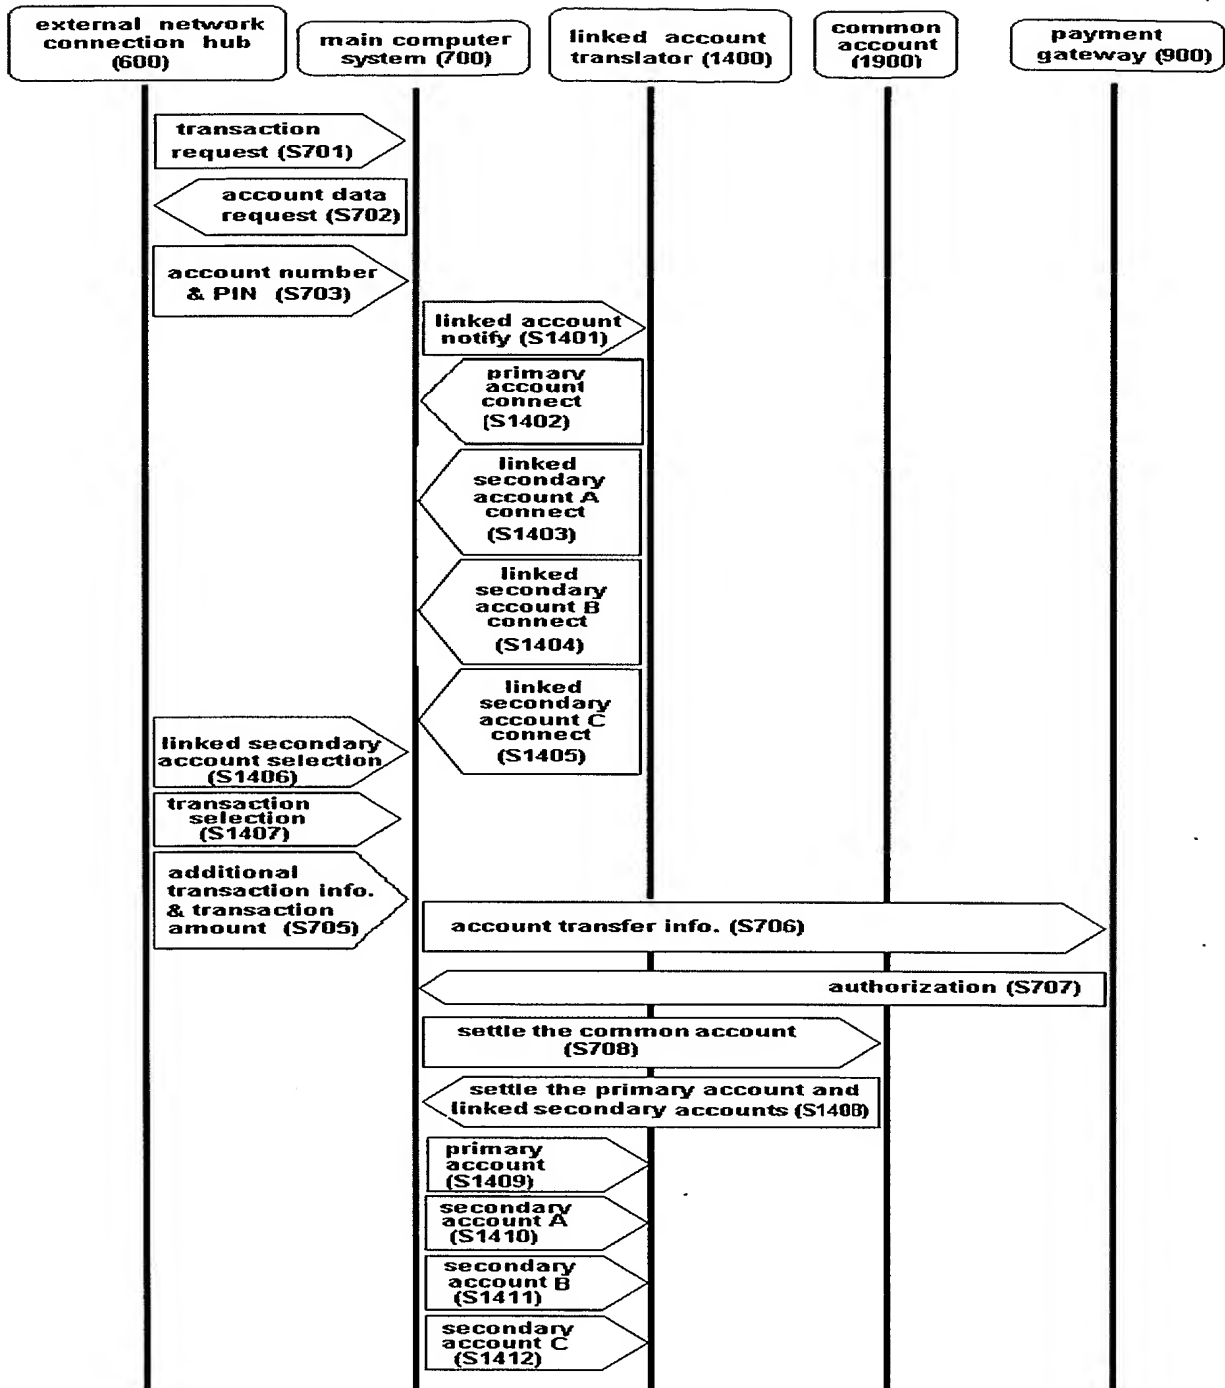 external network
connection hub
(600)
main computer
system (700)
linked account
translator (1400)
common
account
(1900)
payment
gateway (900)
transaction
request (S701)
account data
request (S702)
account number
& PIN (S703)
linked account
notify (S1401)
primary
account
connect
(S1402)
linked
secondary
account A
connect
(S1403)
linked
secondary
account B
connect
(S1404)
linked
secondary
account C
connect
(S1405)
linked secondary
account selection
(S1406)
transaction
selection
(S1407)
additional
transaction info.
& transaction
amount (S705)
account transfer info. (S706)
authorization (S707)
settle the common account
(S708)
settle the primary account and
linked secondary accounts (S1408)
primary
account
(S1409)
secondary
account A
(S1410)
secondary
account B
(S1411)
secondary
account C
(S1412)